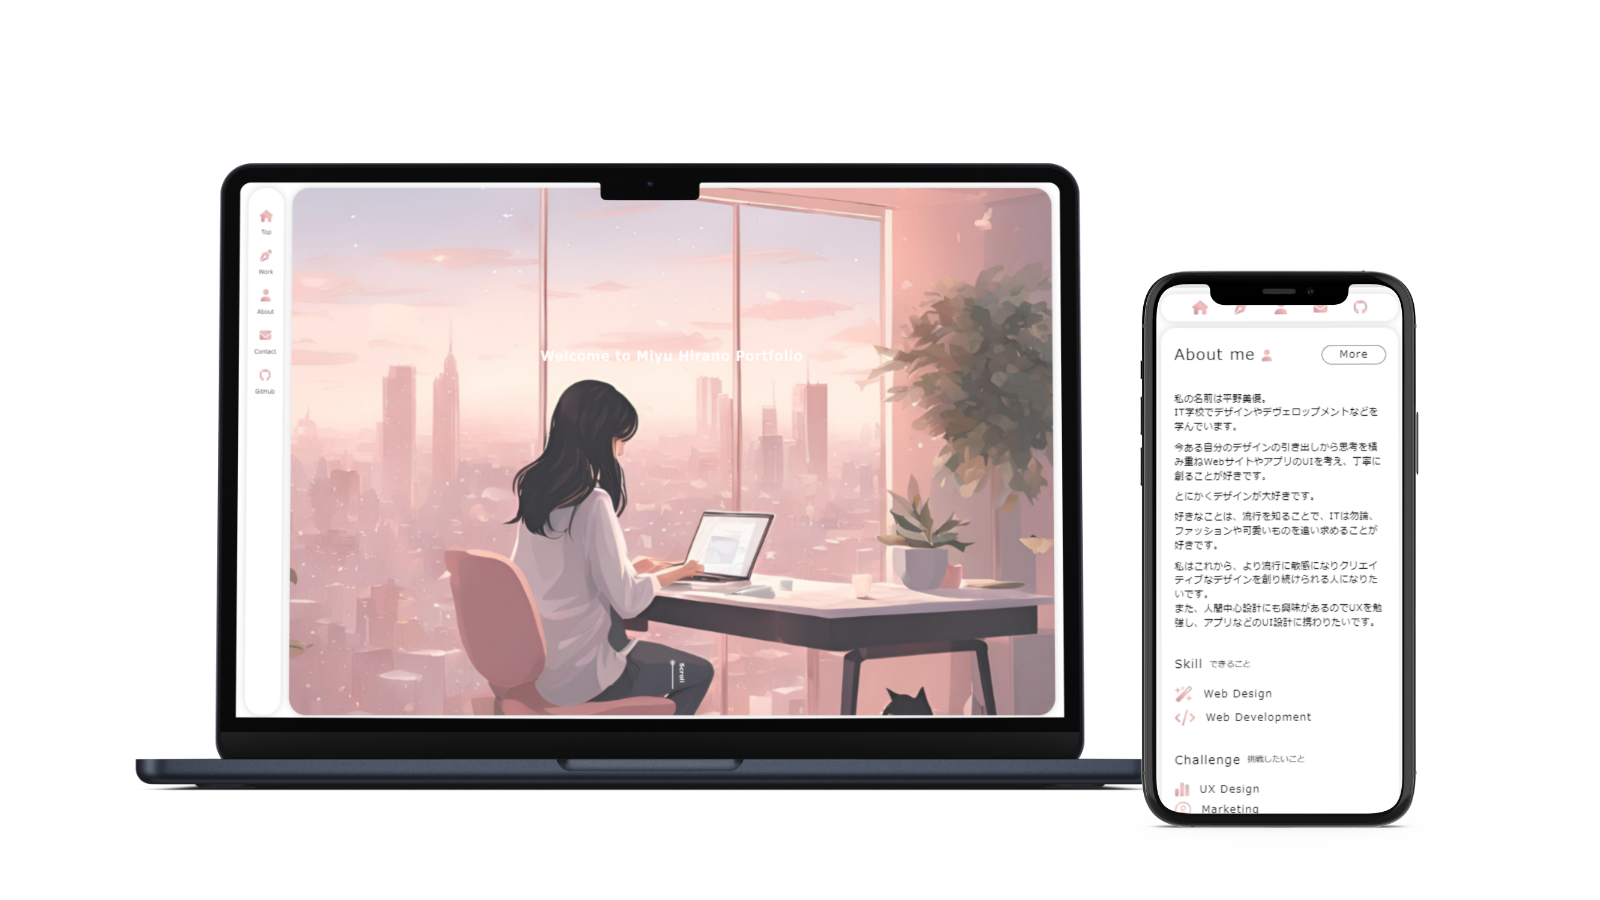 Top
Work
About
Contact
GitHub
Welcome to Miyu Hirano Portfolio
Scroll
About me
More
私の名前は平野美優。
IT学校でデザインやデヴェロップメントなどを
学んでいます。
今ある自分のデザインの引き出しから思考を積
み重ねWebサイトやアプリのUIを考え、丁寧に
創ることが好きです。
とにかくデザインが大好きです。
好きなことは、流行を知ることで、ITは勿論、
ファッションや可愛いものを追い求めることが
好きです。
私はこれから、より流行に敏感になりクリエイ
ティブなデザインを創り続けられる人になりた
いです。
また、人間中心設計にも興味があるのでUXを勉
強し、アプリなどのUI設計に携わりたいです。
Skill できること
Web Design
Web Development
Challenge 挑戦したいこと
UX Design
Marketing